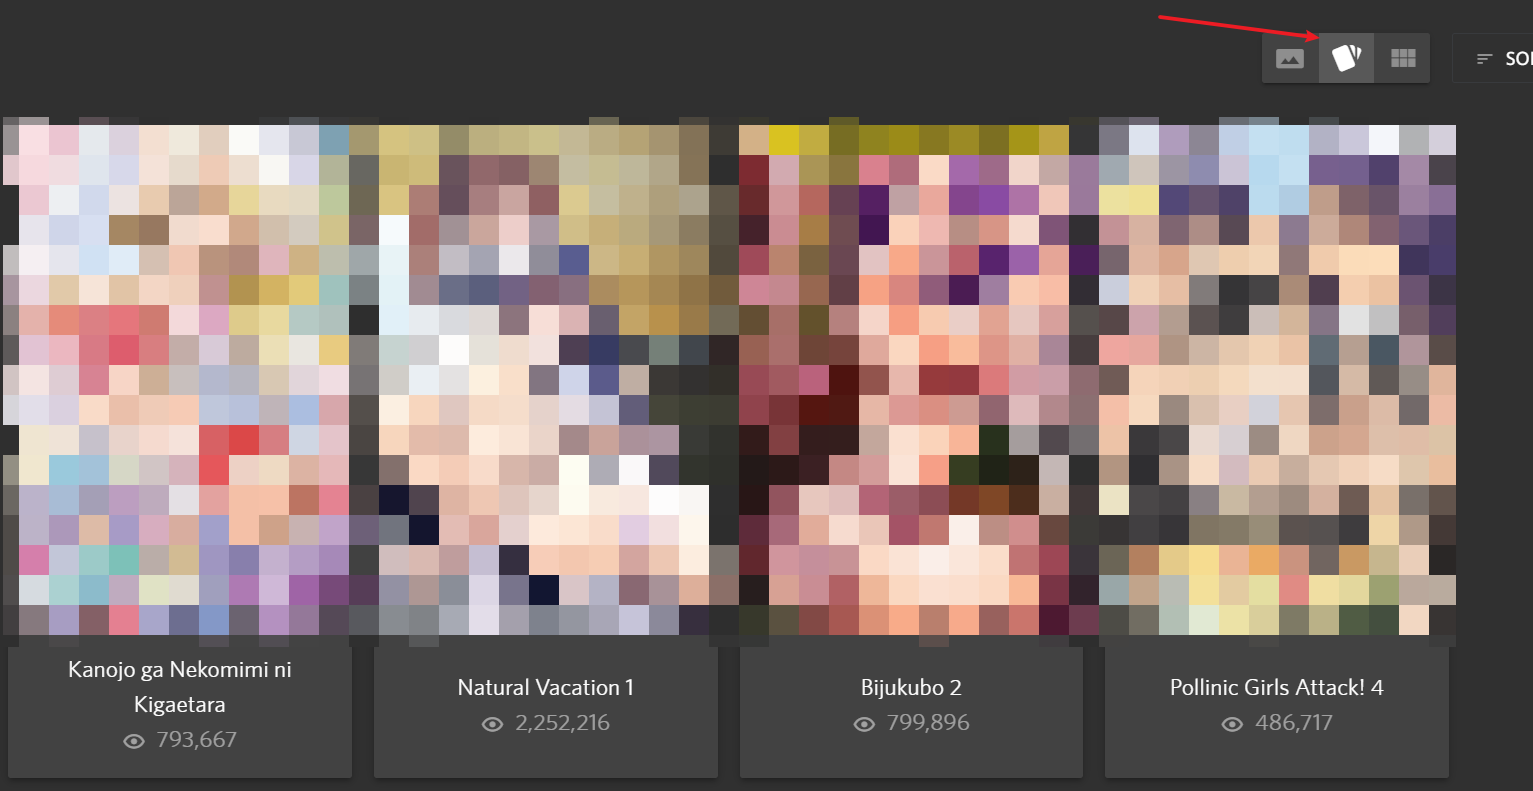 SO
Kanojo ga Nekomimi ni
Kigaetara
793,667
Natural Vacation 1
2,252,216
Bijukubo 2
799,896
Pollinic Girls Attack! 4
486,717